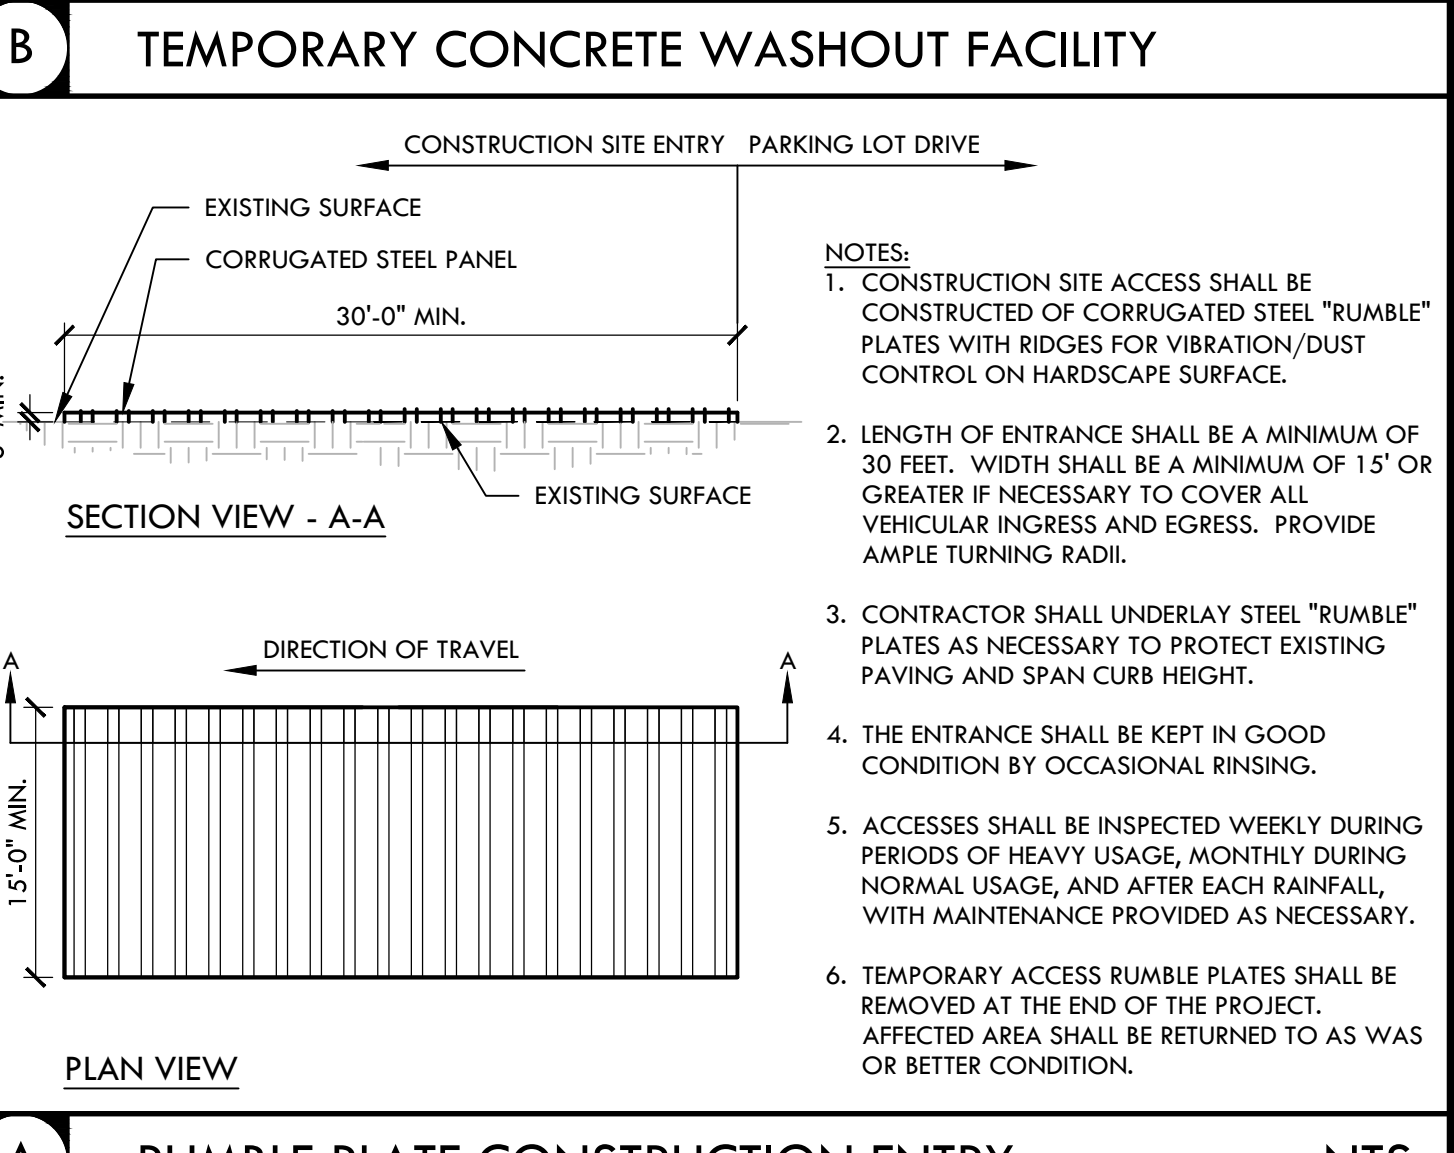 B
TEMPORARY CONCRETE WASHOUT FACILITY
CONSTRUCTION SITE ENTRY
PARKING LOT DRIVE
EXISTING SURFACE
CORRUGATED STEEL PANEL
30'-0" MIN.
MIN.
EXISTING SURFACE
SECTION VIEW - A-A
DIRECTION OF TRAVEL
A
A
15'-0" MIN.
PLAN VIEW
NOTES:
1. CONSTRUCTION SITE ACCESS SHALL BE
CONSTRUCTED OF CORRUGATED STEEL "RUMBLE"
PLATES WITH RIDGES FOR VIBRATION/DUST
CONTROL ON HARDSCAPE SURFACE.
2. LENGTH OF ENTRANCE SHALL BE A MINIMUM OF
30 FEET. WIDTH SHALL BE A MINIMUM OF 15' OR
GREATER IF NECESSARY TO COVER ALL
VEHICULAR INGRESS AND EGRESS. PROVIDE
AMPLE TURNING RADII.
3. CONTRACTOR SHALL UNDERLAY STEEL "RUMBLE"
PLATES AS NECESSARY TO PROTECT EXISTING
PAVING AND SPAN CURB HEIGHT.
4. THE ENTRANCE SHALL BE KEPT IN GOOD
CONDITION BY OCCASIONAL RINSING.
5. ACCESSES SHALL BE INSPECTED WEEKLY DURING
PERIODS OF HEAVY USAGE, MONTHLY DURING
NORMAL USAGE, AND AFTER EACH RAINFALL,
WITH MAINTENANCE PROVIDED AS NECESSARY.
6. TEMPORARY ACCESS RUMBLE PLATES SHALL BE
REMOVED AT THE END OF THE PROJECT.
AFFECTED AREA SHALL BE RETURNED TO AS WAS
OR BETTER CONDITION.
A
RUMBLE PLATE CONSTRUCTION ENTRY
NTS